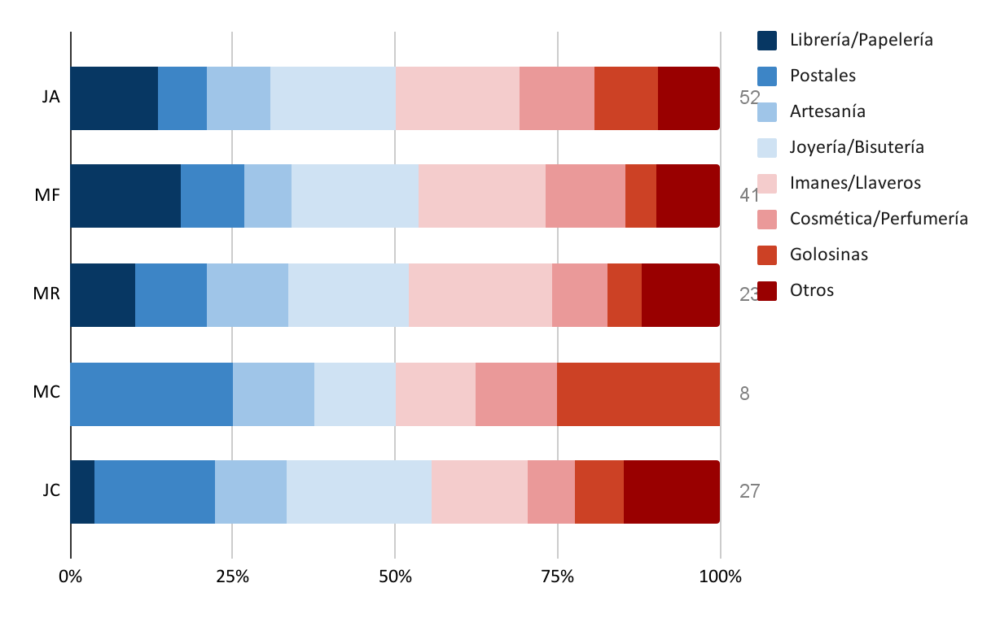 JA
MF
MR
MC
JC
52
41
23
8
27
0%
25%
50%
75%
100%
Librería/Papelería
Postales
Artesanía
Joyería/Bisutería
Imanes/Llaveros
Cosmética/Perfumería
Golosinas
Otros